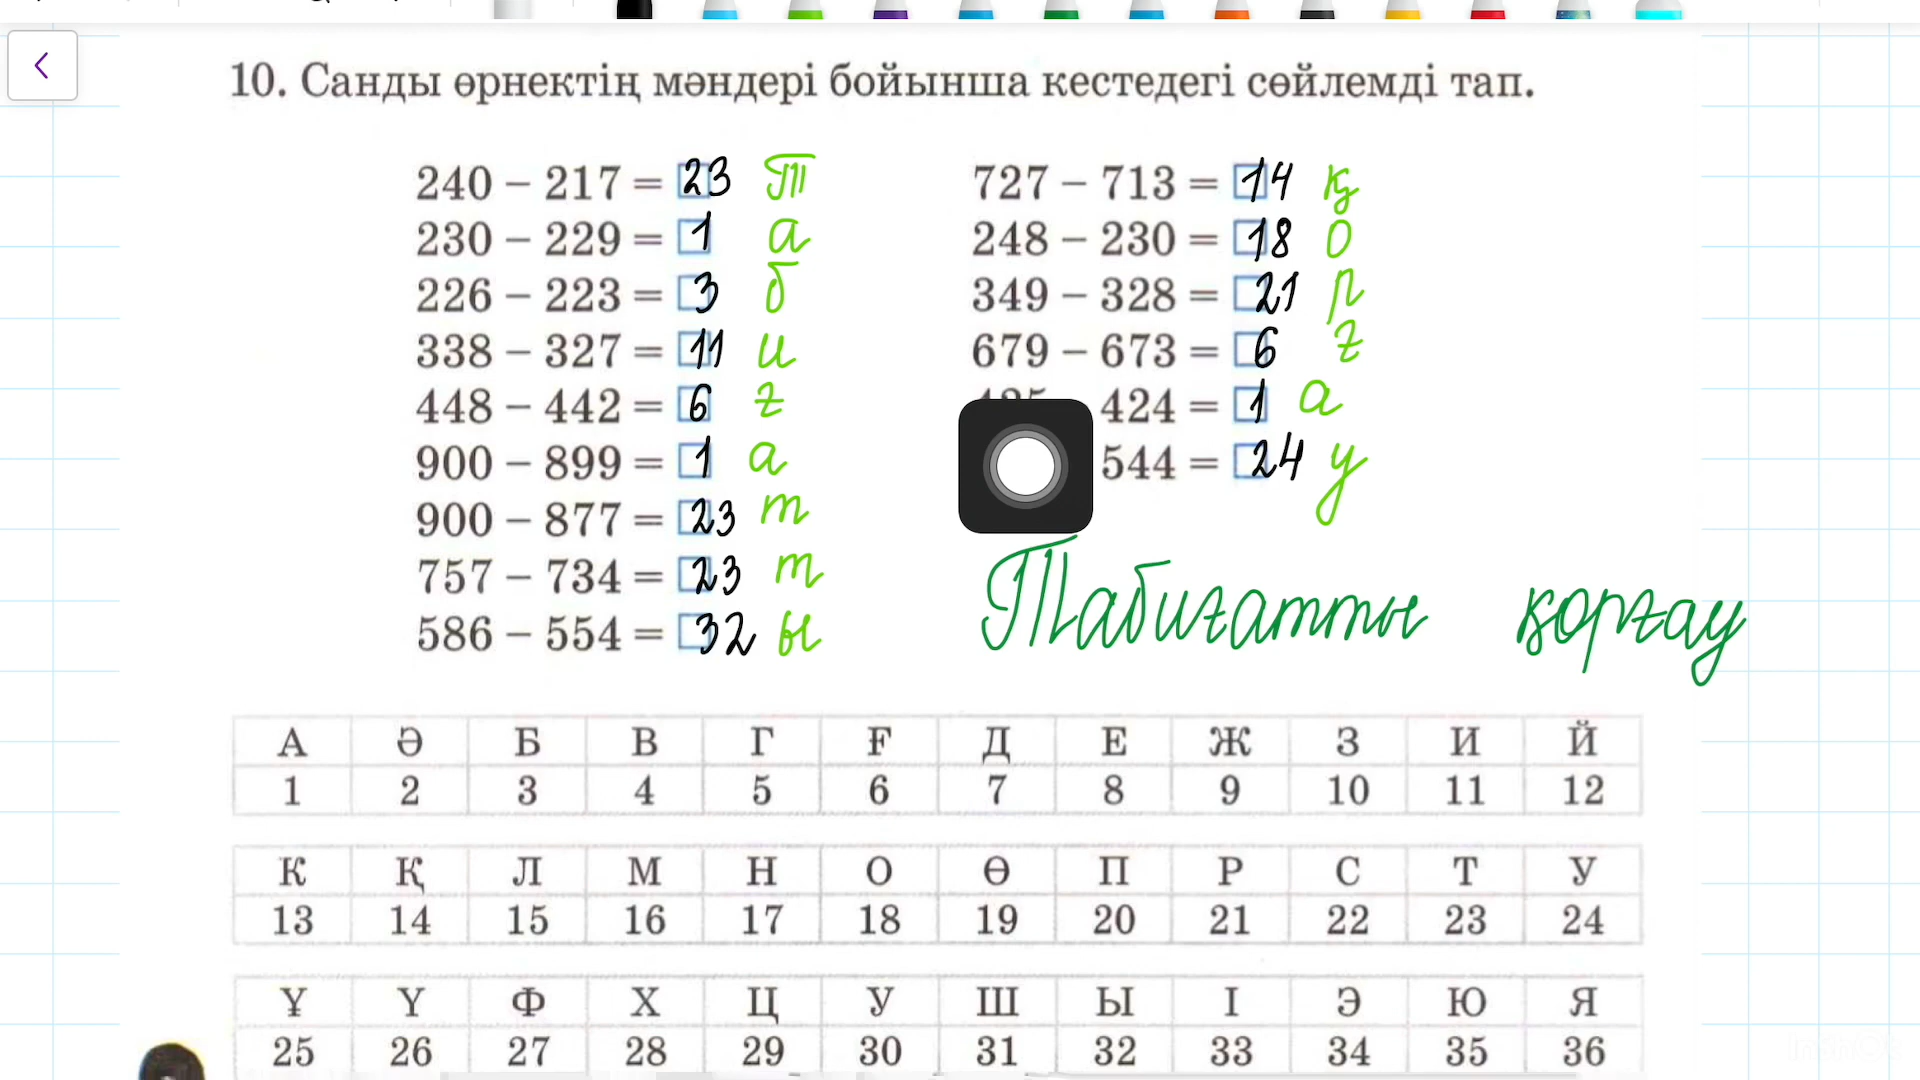 10. Санды өрнектің мәндері бойынша кестедегі сөйлемді тап.
240 – 217 = 23 Т
230 – 229 = 1 а
226 – 223 = 3 б
338 – 327 = 11 и
448 – 442 = 6 ғ
900 – 899 = 1 а
900 – 877 = 23 т
757 – 734 = 23 т
586 – 554 = 32 ы
727 – 713 = 14 қ
248 – 230 = 18 о
349 – 328 = 21 р
679 – 673 = 6 ғ
424 = 1 а
544 = 24 у
Табиғатты қорғау
А Ә Б В Г Ғ Д Е Ж З И Й
1 2 3 4 5 6 7 8 9 10 11 12
К Қ Л М Н О Ө П Р С Т У
13 14 15 16 17 18 19 20 21 22 23 24
Ұ Ү Ф Х Ц У Ш Ы І Э Ю Я
25 26 27 28 29 30 31 32 33 34 35 36